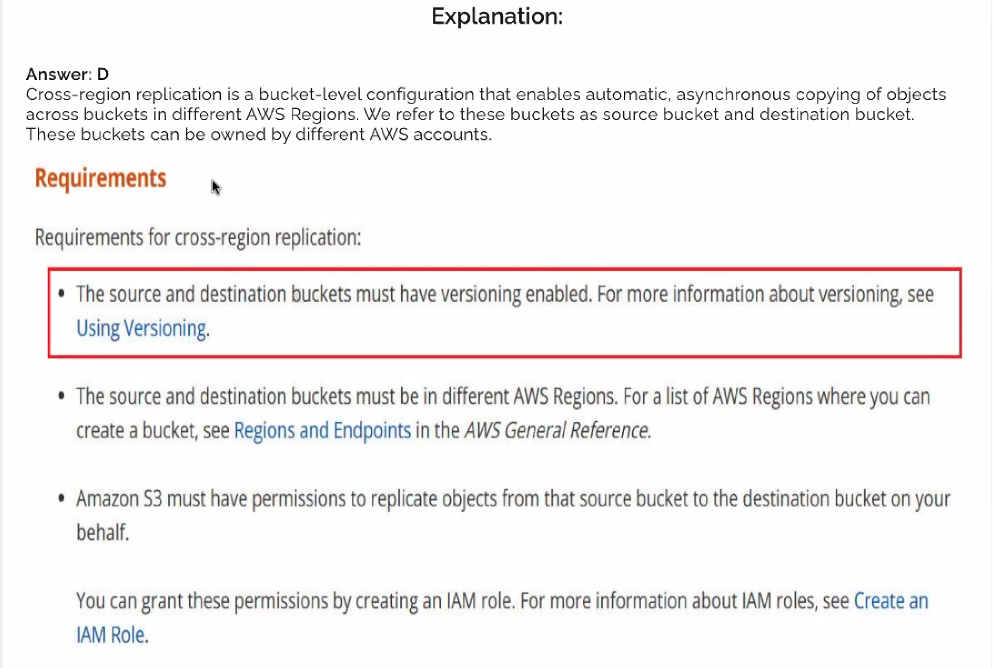 Explanation:
Answer: D
Cross-region replication is a bucket-level configuration that enables automatic, asynchronous copying of objects
across buckets in different AWS Regions. We refer to these buckets as source bucket and destination bucket.
These buckets can be owned by different AWS accounts.
Requirements
Requirements for cross-region replication:
• The source and destination buckets must have versioning enabled. For more information about versioning, see
Using Versioning.
• The source and destination buckets must be in different AWS Regions. For a list of AWS Regions where you can
create a bucket, see Regions and Endpoints in the AWS General Reference.
• Amazon S3 must have permissions to replicate objects from that source bucket to the destination bucket on your
behalf.
You can grant these permissions by creating an IAM role. For more information about IAM roles, see Create an
IAM Role.